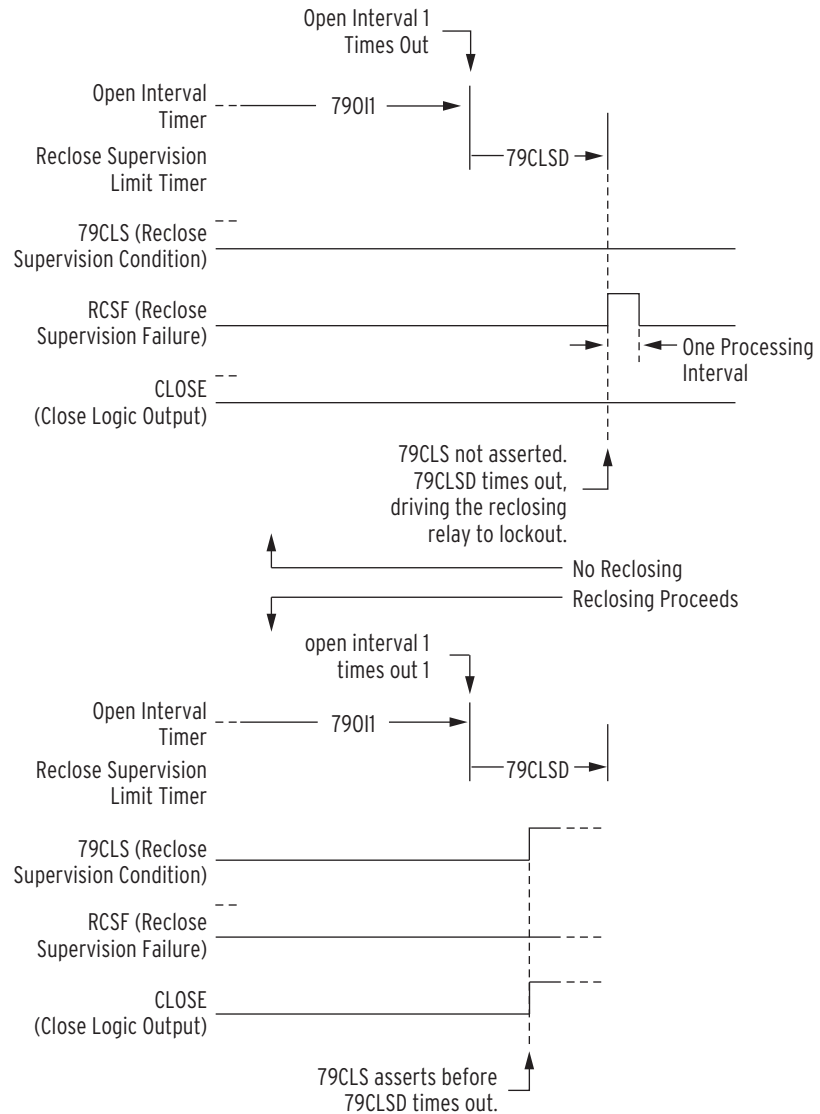 Open Interval 1
Times Out
Open Interval
Timer
79OI1
Reclose Supervision
Limit Timer
79CLSD
79CLS (Reclose
Supervision Condition)
RCSF (Reclose
Supervision Failure)
One Processing
Interval
CLOSE
(Close Logic Output)
79CLS not asserted.
79CLSD times out,
driving the reclosing
relay to lockout.
No Reclosing
Reclosing Proceeds
open interval 1
times out 1
Open Interval
Timer
79OI1
Reclose Supervision
Limit Timer
79CLSD
79CLS (Reclose
Supervision Condition)
RCSF (Reclose
Supervision Failure)
CLOSE
(Close Logic Output)
79CLS asserts before
79CLSD times out.